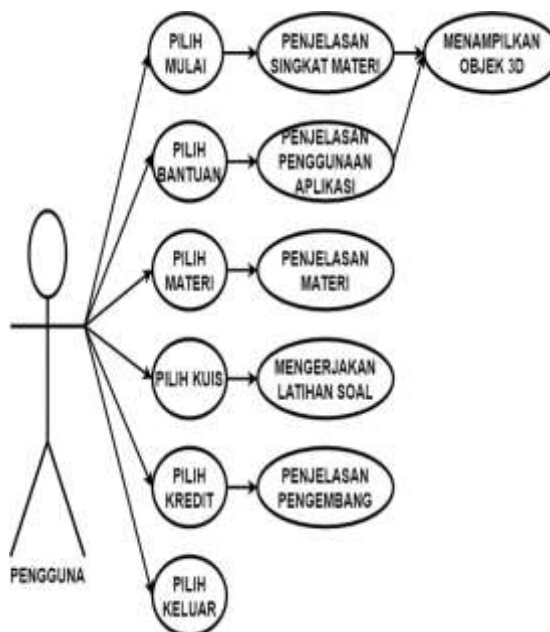 PILIH
MULAI
PENJELASAN
SINGKAT MATERI
MENAMPILKAN
OBJEK 3D
PILIH
BANTUAN
PENJELASAN
PENGGUNAAN
APLIKASI
PILIH
MATERI
PENJELASAN
MATERI
PILIH KUIS
MENGERJAKAN
LATIHAN SOAL
PILIH
KREDIT
PENJELASAN
PENGEMBANG
PENGGUNA
PILIH
KELUAR